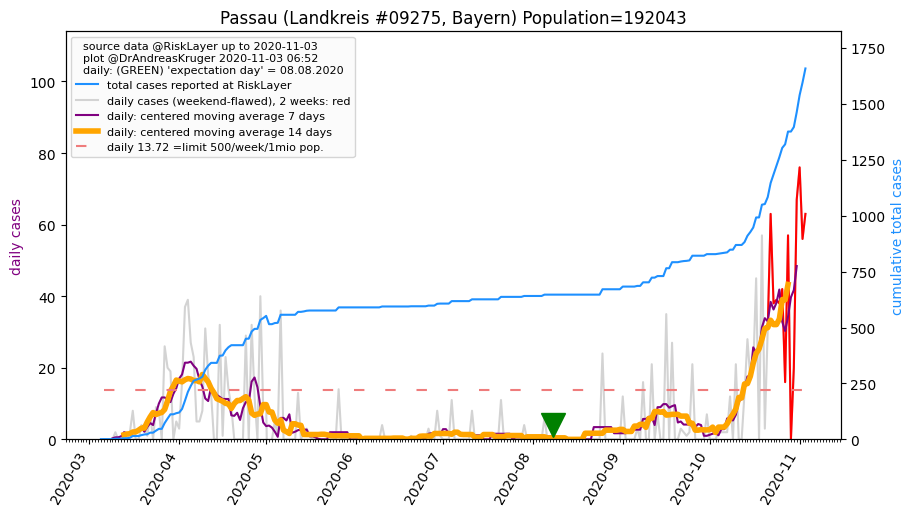 Passau (Landkreis #09275, Bayern) Population=192043
source data @RiskLayer up to 2020-11-03
plot @DrAndreasKruger 2020-11-03 06:52
daily: (GREEN) 'expectation day' = 08.08.2020
total cases reported at RiskLayer
daily cases (weekend-flawed), 2 weeks: red
daily: centered moving average 7 days
daily: centered moving average 14 days
daily 13.72 =limit 500/week/1mio pop.
daily cases
100
80
60
40
20
0
cumulative total cases
1750
1500
1250
1000
750
500
250
0
2020-03
2020-04
2020-05
2020-06
2020-07
2020-08
2020-09
2020-10
2020-11